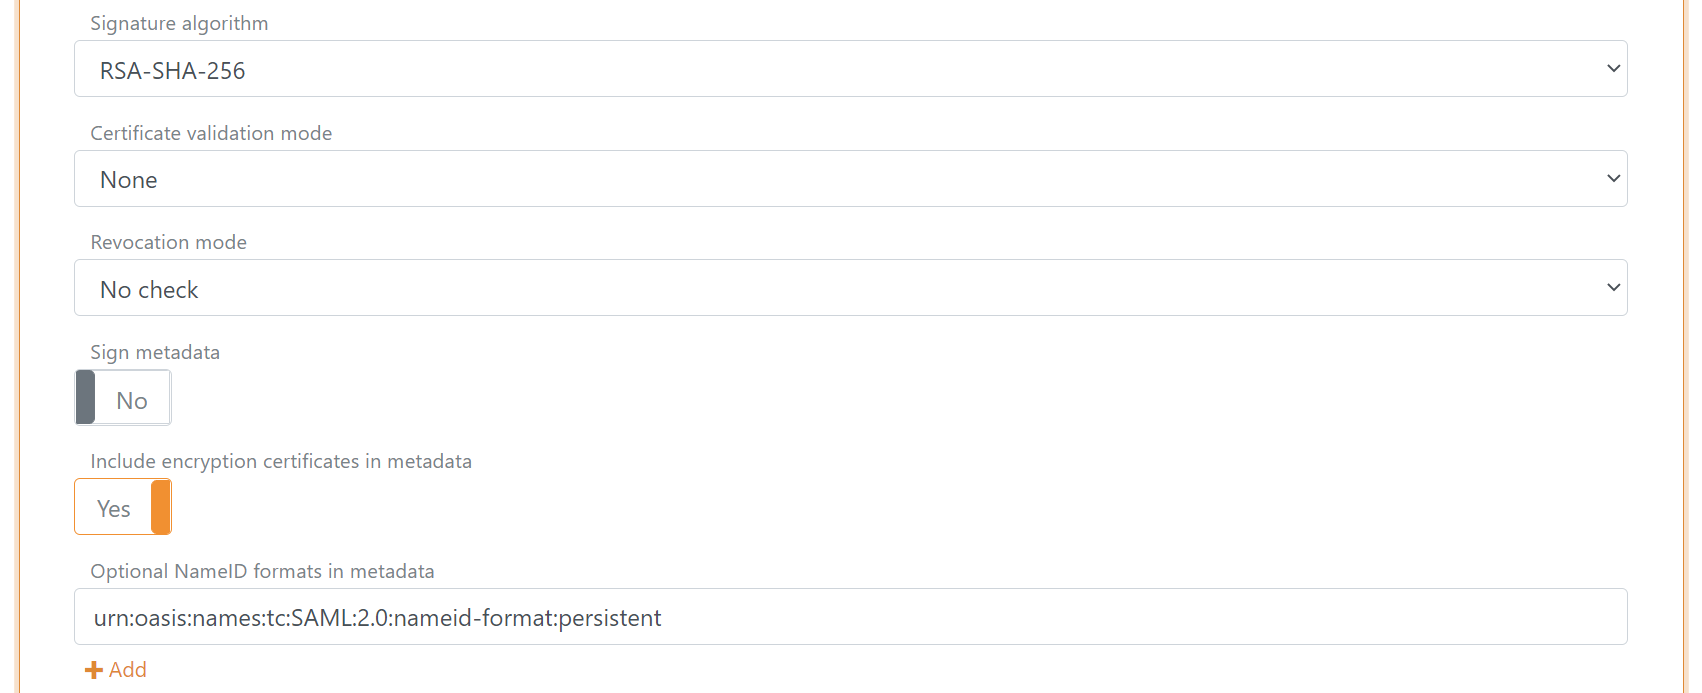 Signature algorithm
RSA-SHA-256
Certificate validation mode
None
Revocation mode
No check
Sign metadata
No
Include encryption certificates in metadata
Yes
Optional NameID formats in metadata
urn:oasis:names:tc:SAML:2.0:nameid-format:persistent
Add